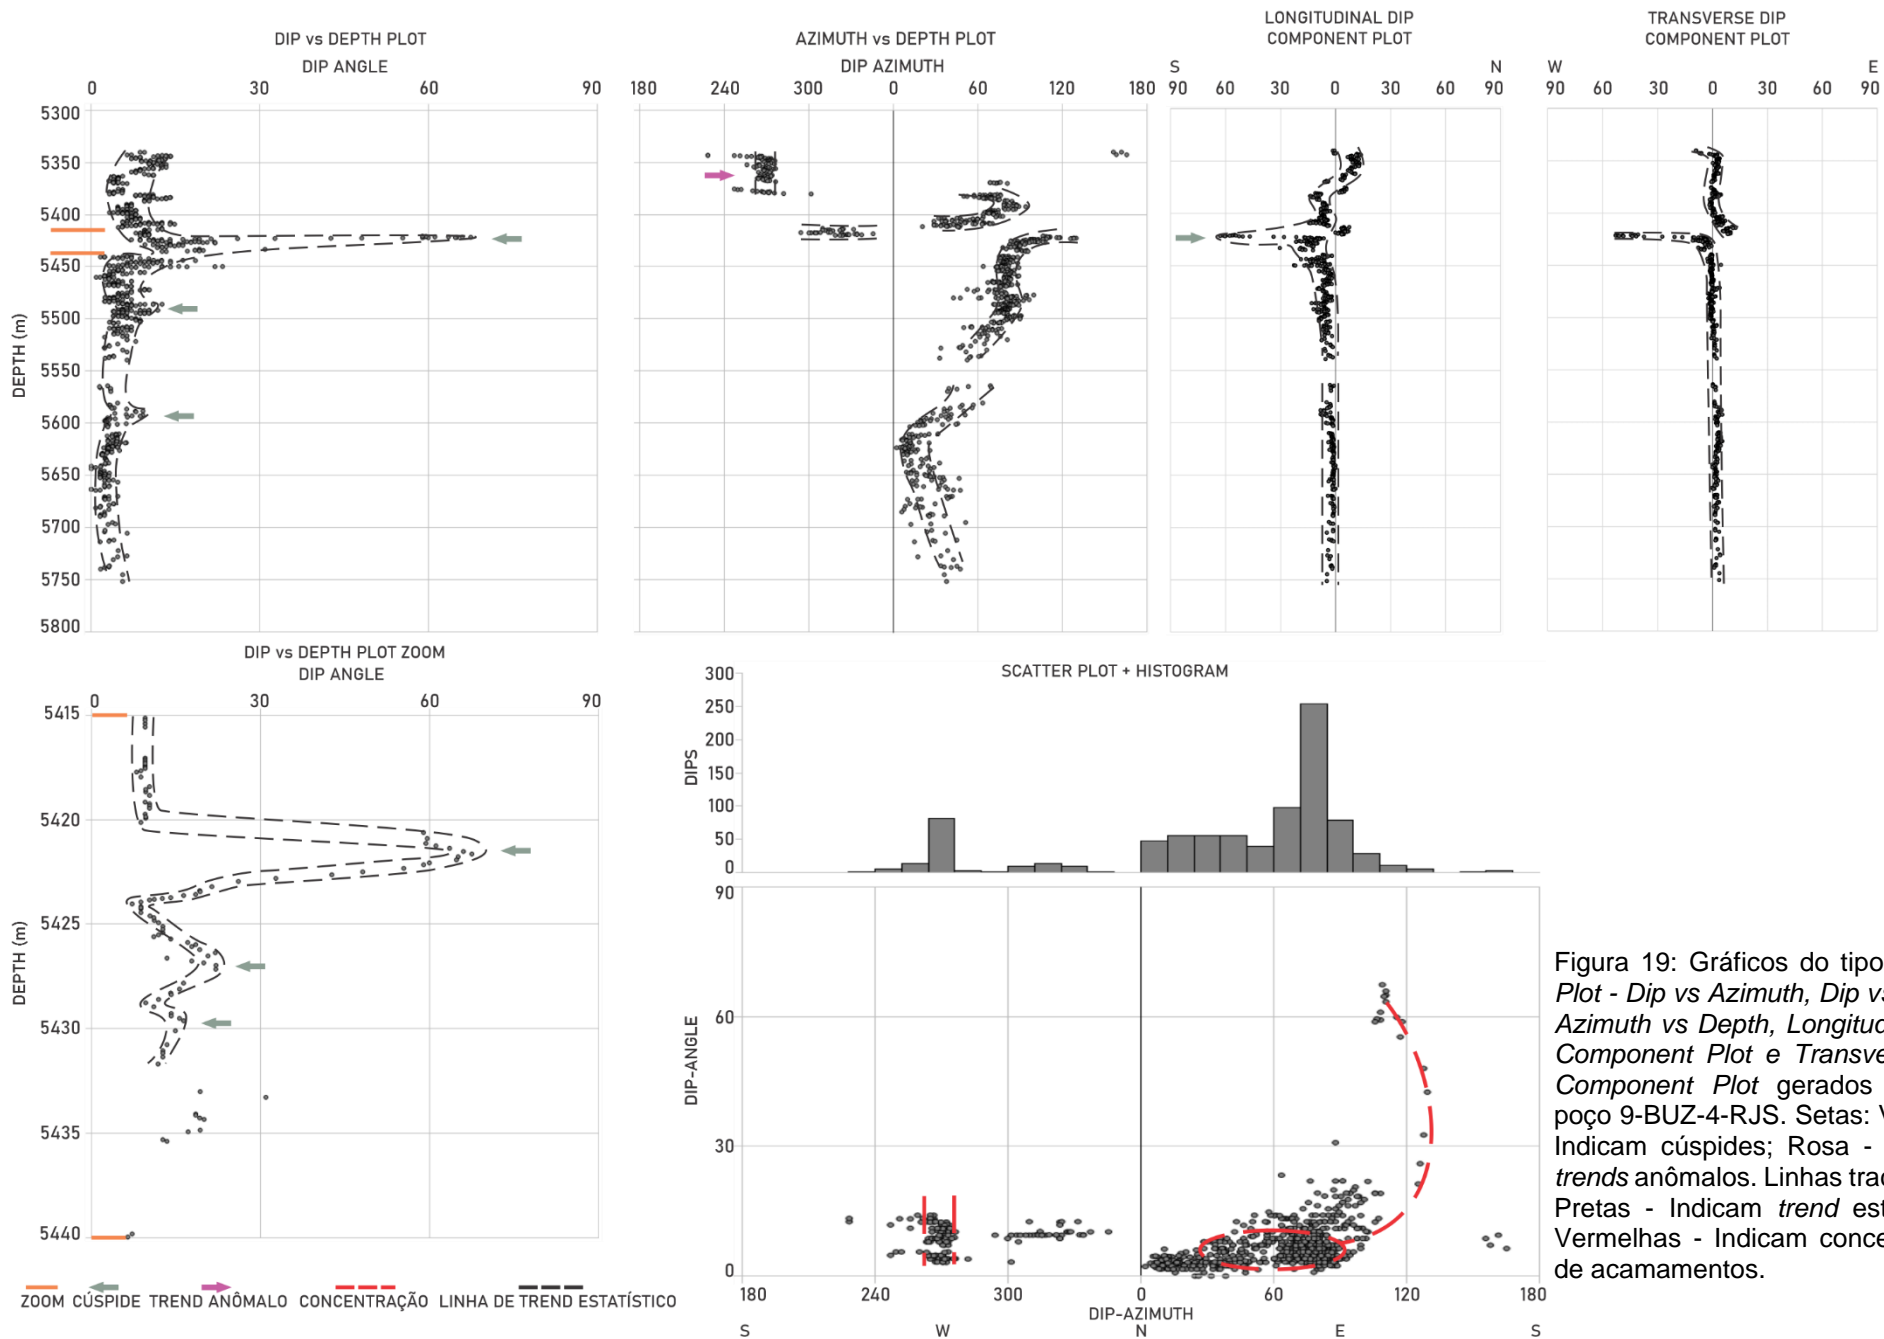 DIP vs DEPTH PLOT
DIP ANGLE
0 30 60 90
DEPTH (m)
5300
5350
5400
5450
5500
5550
5600
5650
5700
5750
5800
AZIMUTH vs DEPTH PLOT
DIP AZIMUTH
180 240 300 0 60 120 180
LONGITUDINAL DIP
COMPONENT PLOT
S N
90 60 30 0 30 60 90
TRANSVERSE DIP
COMPONENT PLOT
W E
90 60 30 0 30 60 90
DIP vs DEPTH PLOT ZOOM
DIP ANGLE
0 30 60 90
DEPTH (m)
5415
5420
5425
5430
5435
5440
SCATTER PLOT + HISTOGRAM
DIPS
300
250
200
150
100
50
0
DIP-ANGLE
90
60
30
0
180 240 300 0 60 120 180
DIP-AZIMUTH
S W N E S
ZOOM CÚSPIDE TREND ANÔMALO CONCENTRAÇÃO LINHA DE TREND ESTATÍSTICO
Figura 19: Gráficos do tipo
Plot - Dip vs Azimuth, Dip vs
Azimuth vs Depth,
Component Plot e
Component Plot gerados
poço 9-BUZ-4-RJS. Setas:
Indicam cúspides; Rosa -
trends anômalos. Linhas
Pretas - Indicam trend
Vermelhas - Indicam
de acamamentos.